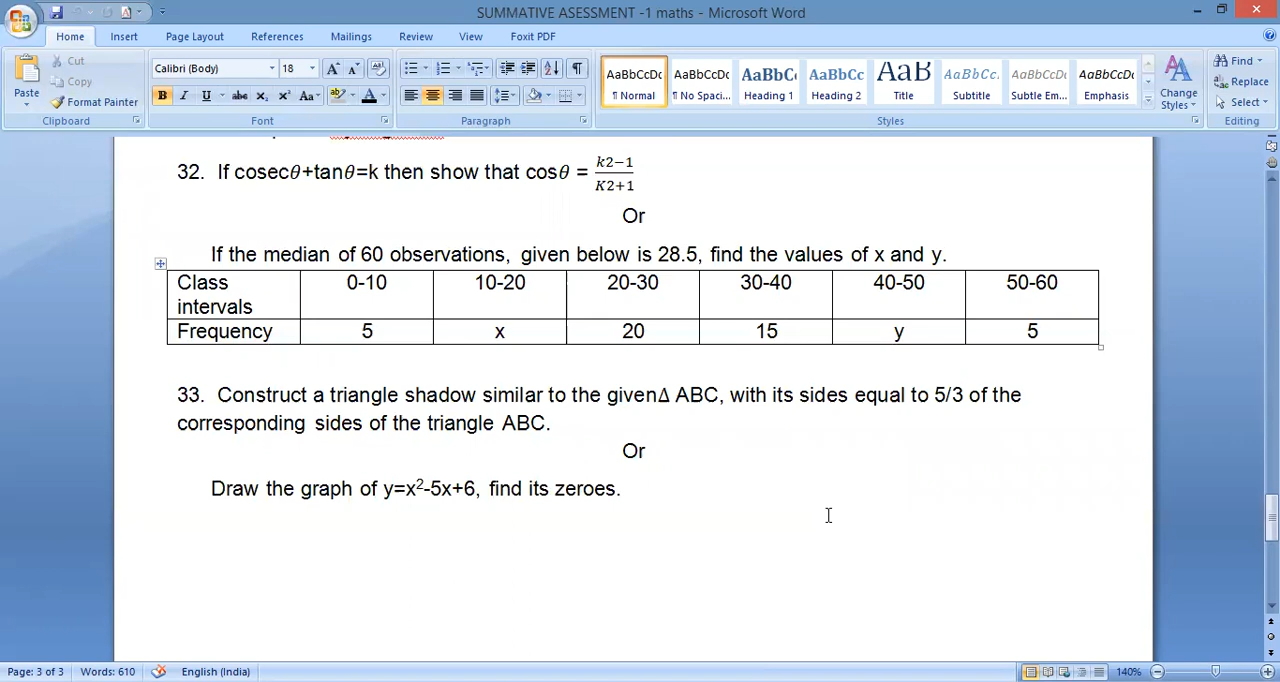 SUMMATIVE ASESSMENT -1 maths - Microsoft Word
Home Insert Page Layout References Mailings Review View Foxit PDF
Paste
Cut
Copy
Format Painter
Clipboard
Calibri (Body) 18
Font
Paragraph
AaBbCcDc AaBbCcDc AaBbC AaBbCc AaB AaBbCc. AaBbCcDc AaBbCcDc
¶ Normal ¶ No Spaci... Heading 1 Heading 2 Title Subtitle Subtle Em... Emphasis
Change Styles
Styles
Find
Replace
Select
Editing
32. If cosecθ+tanθ=k then show that cosθ = k2−1/K2+1
Or
If the median of 60 observations, given below is 28.5, find the values of x and y.
Class intervals 0-10 10-20 20-30 30-40 40-50 50-60
Frequency 5 x 20 15 y 5
33. Construct a triangle shadow similar to the givenΔ ABC, with its sides equal to 5/3 of the
corresponding sides of the triangle ABC.
Or
Draw the graph of y=x²-5x+6, find its zeroes.
Page: 3 of 3 Words: 610 English (India) 140%